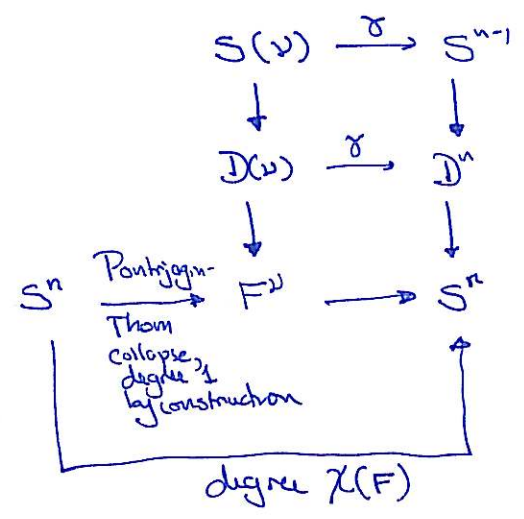 S(ν) γ S^{n-1}
D(ν) γ D^n
S^n Pontrjagin- F^ν S^n
Thom
collapse,
degree 1
by construction
degree χ(F)